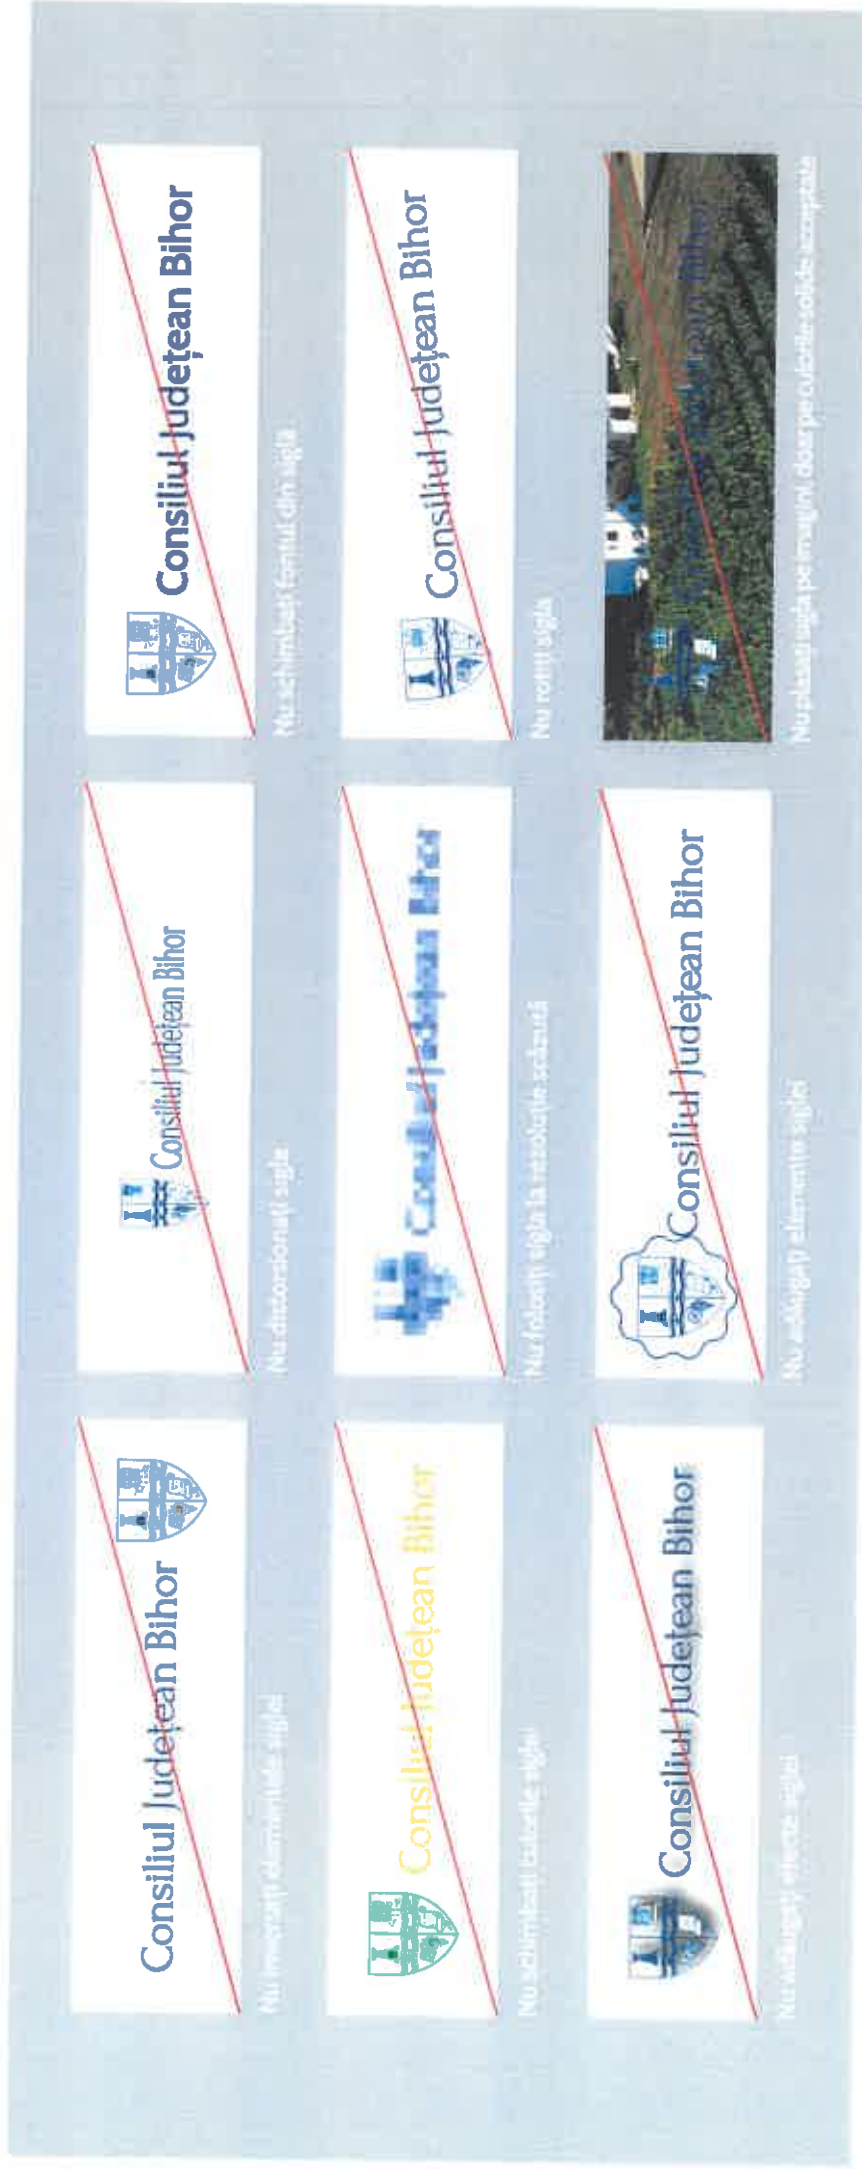 Consiliul Județean Bihor
Nu inversați elementele siglei
Consiliul Județean Bihor
Nu distorsionați sigla
Consiliul Județean Bihor
Nu schimbați fontul din siglă
Consiliul Județean Bihor
Nu schimbați culorile siglei
Consiliul Județean Bihor
Nu folosiți sigla la rezoluție scăzută
Consiliul Județean Bihor
Nu rotiți sigla
Consiliul Județean Bihor
Nu adăugați efecte siglei
Consiliul Județean Bihor
Nu adăugați elemente siglei
Consiliul Județean Bihor
Nu plasați sigla pe imagini, doar pe culorile solide acceptate